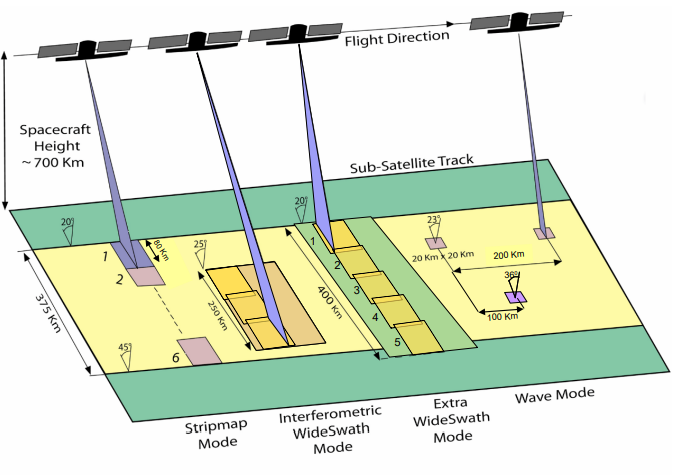 Flight Direction
Spacecraft
Height
~ 700 Km
Sub-Satellite Track
20°
20°
23°
25°
1
80 Km
2
1
2
3
4
5
20 Km x 20 Km
200 Km
36°
100 Km
375 Km
250 Km
400 Km
45°
6
Stripmap
Mode
Interferometric
WideSwath
Mode
Extra
WideSwath
Mode
Wave Mode